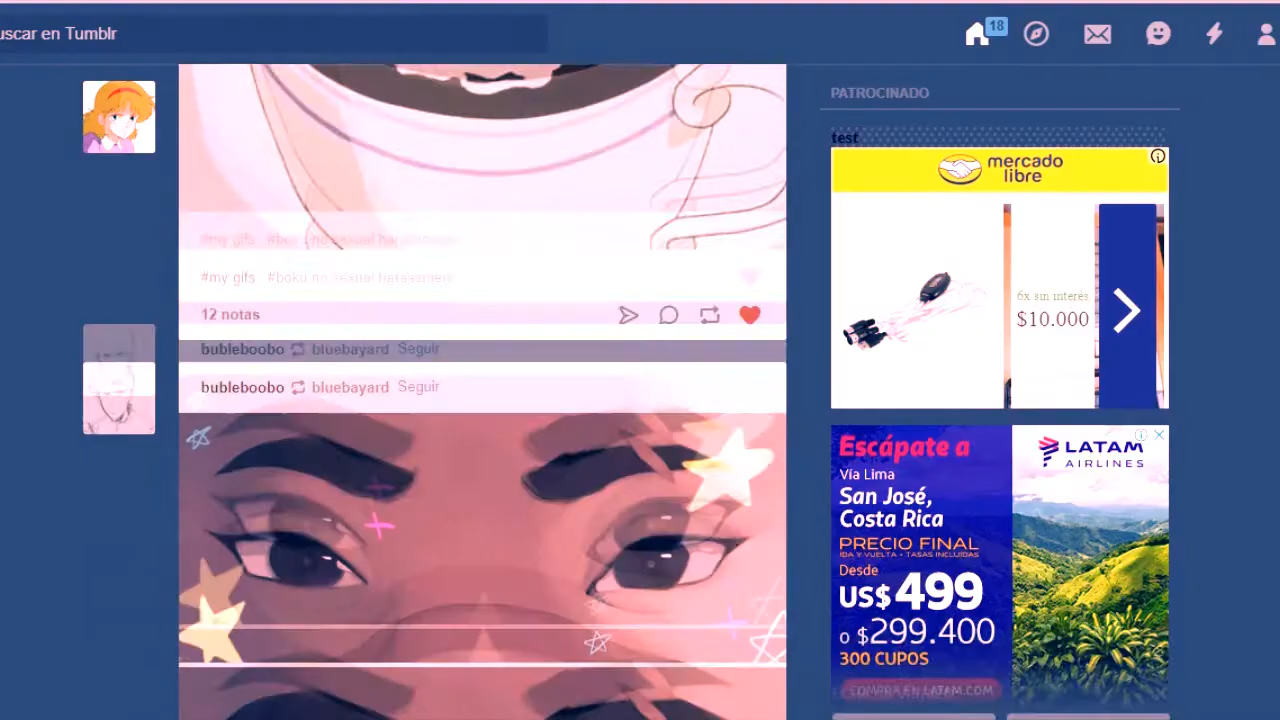 uscar en Tumblr
18
#my gifs #boku no sexual harassment
12 notas
bubleboobo bluebayard Seguir
bubleboobo bluebayard Seguir
PATROCINADO
test
mercado
libre
6x sin interés
$10.000
Escápate a
Vía Lima
San José,
Costa Rica
PRECIO FINAL
IDA Y VUELTA • TASAS INCLUIDAS
Desde
US$499
o $299.400
300 CUPOS
COMPRA EN LATAM.COM
LATAM
AIRLINES